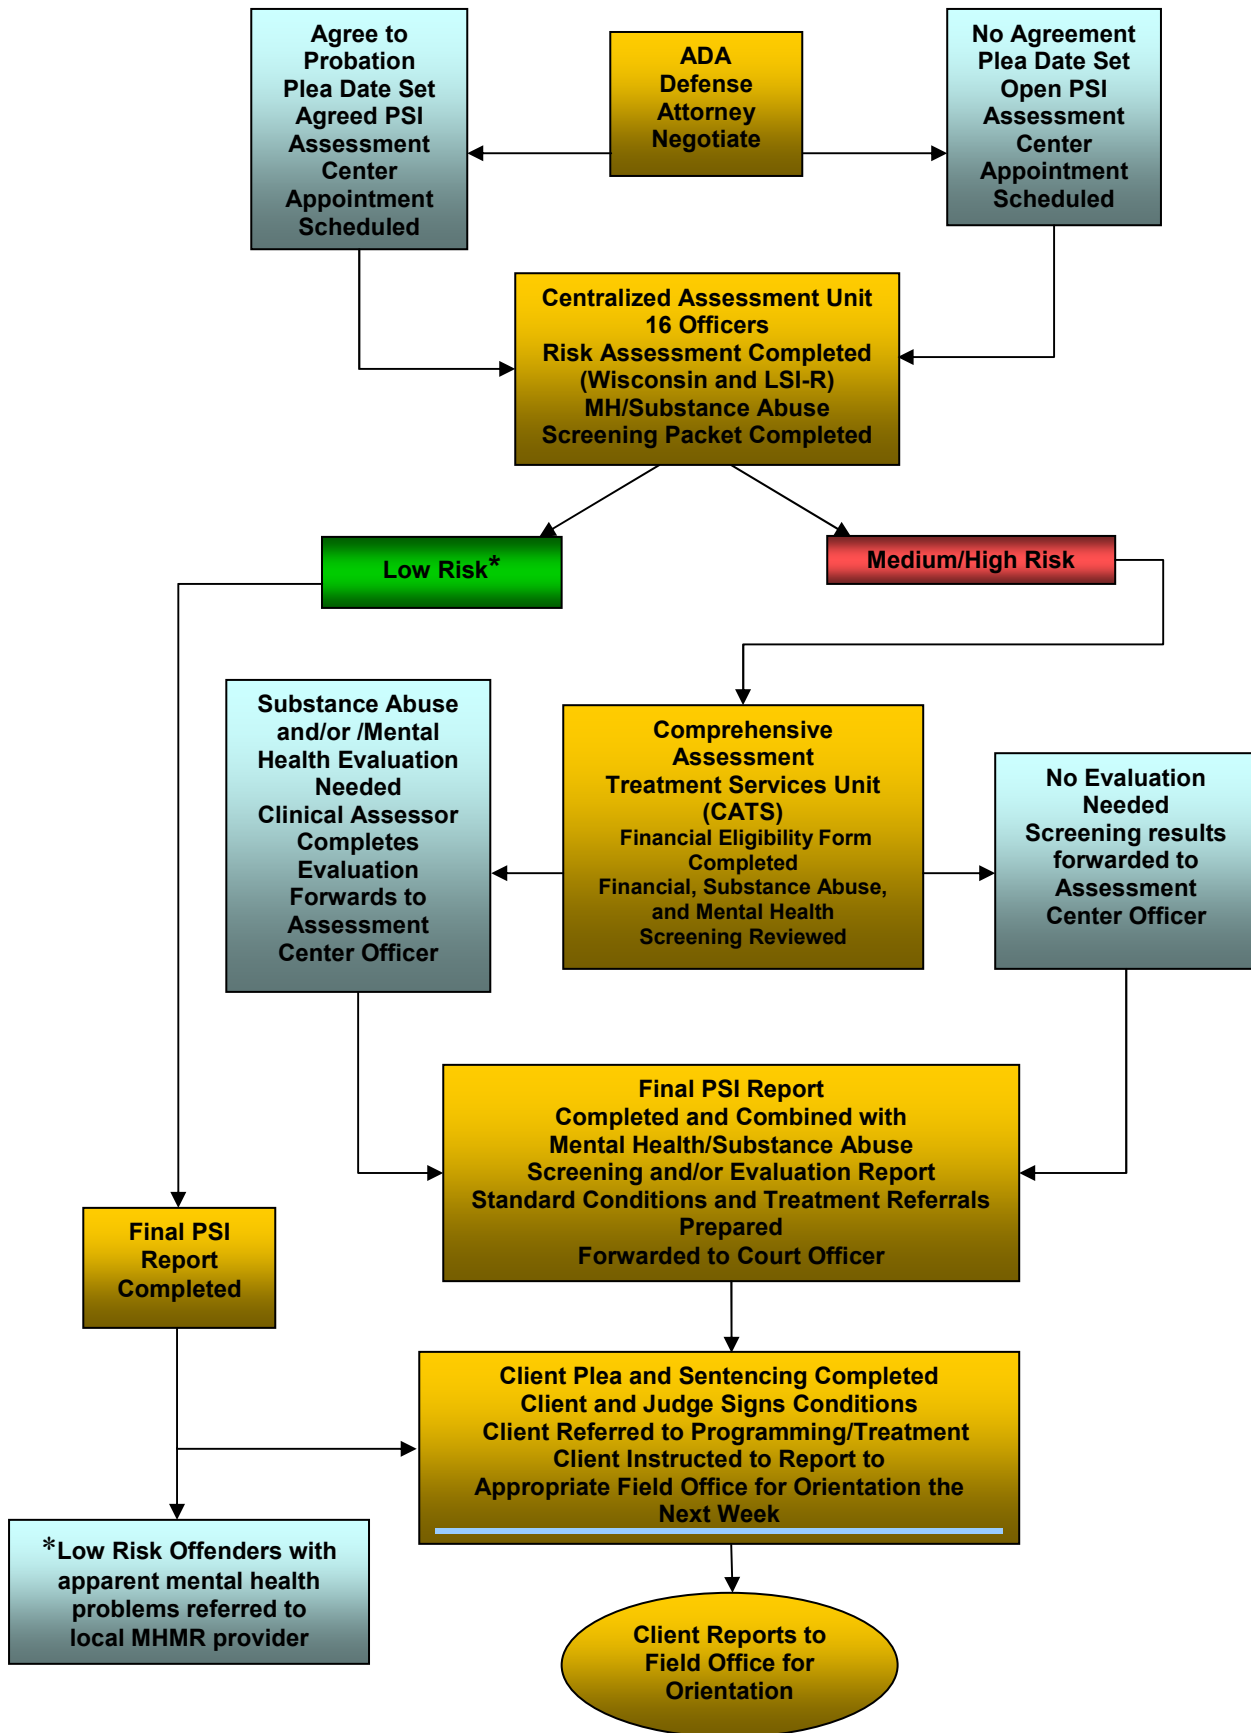 Agree to
Probation
Plea Date Set
Agreed PSI
Assessment
Center
Appointment
Scheduled
ADA
Defense
Attorney
Negotiate
No Agreement
Plea Date Set
Open PSI
Assessment
Center
Appointment
Scheduled
Centralized Assessment Unit
16 Officers
Risk Assessment Completed
(Wisconsin and LSI-R)
MH/Substance Abuse
Screening Packet Completed
Low Risk*
Medium/High Risk
Substance Abuse
and/or /Mental
Health Evaluation
Needed
Clinical Assessor
Completes
Evaluation
Forwards to
Assessment
Center Officer
Comprehensive
Assessment
Treatment Services Unit
(CATS)
Financial Eligibility Form
Completed
Financial, Substance Abuse,
and Mental Health
Screening Reviewed
No Evaluation
Needed
Screening results
forwarded to
Assessment
Center Officer
Final PSI Report
Completed and Combined with
Mental Health/Substance Abuse
Screening and/or Evaluation Report
Standard Conditions and Treatment Referrals
Prepared
Forwarded to Court Officer
Final PSI
Report
Completed
Client Plea and Sentencing Completed
Client and Judge Signs Conditions
Client Referred to Programming/Treatment
Client Instructed to Report to
Appropriate Field Office for Orientation the
Next Week
*Low Risk Offenders with
apparent mental health
problems referred to
local MHMR provider
Client Reports to
Field Office for
Orientation